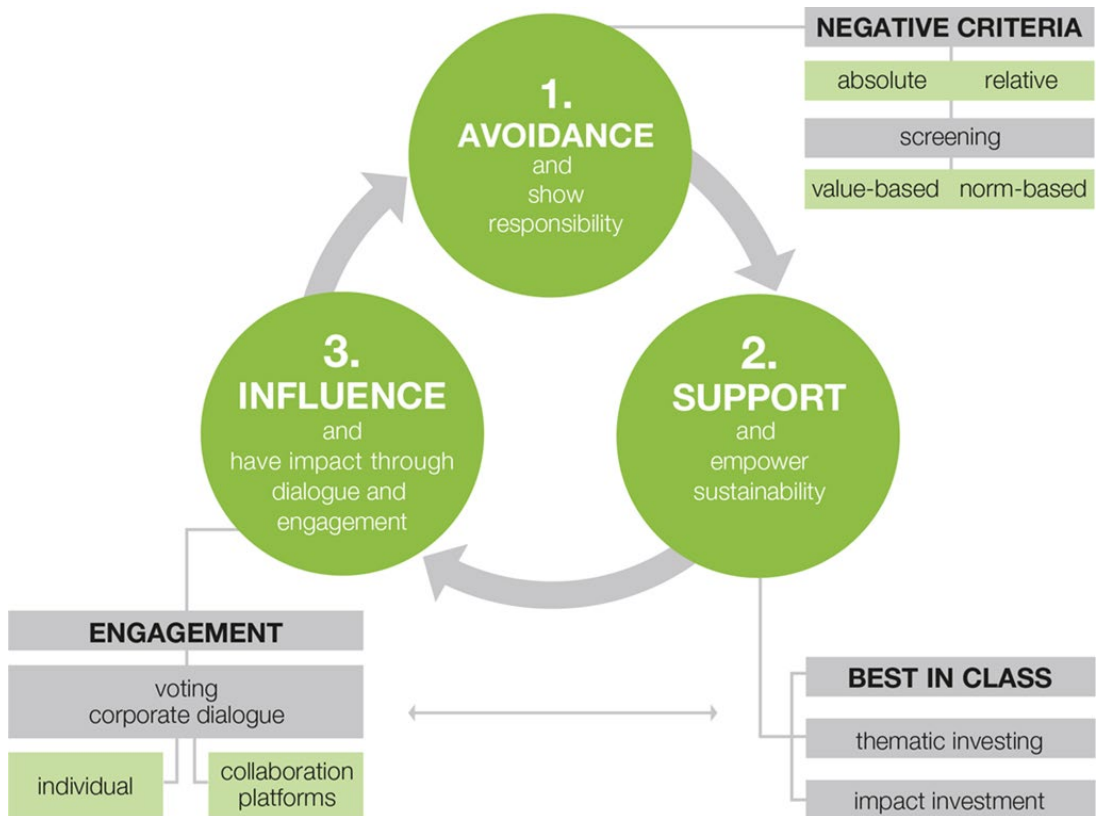 1.
AVOIDANCE
and
show
responsibility
NEGATIVE CRITERIA
absolute relative
screening
value-based norm-based
2.
SUPPORT
and
empower
sustainability
3.
INFLUENCE
and
have impact through
dialogue and
engagement
ENGAGEMENT
voting
corporate dialogue
individual
collaboration
platforms
BEST IN CLASS
thematic investing
impact investment